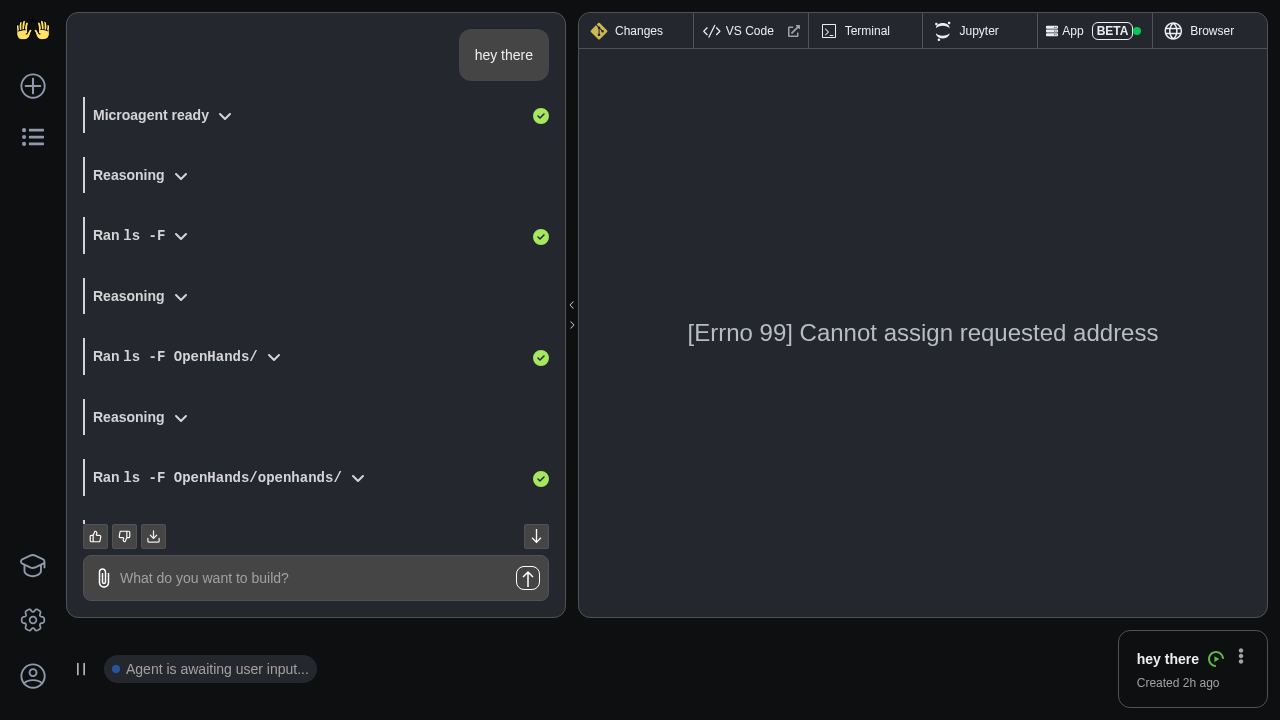 Changes
VS Code
Terminal
Jupyter
App BETA
Browser
hey there
Microagent ready
Reasoning
Ran ls -F
Reasoning
Ran ls -F OpenHands/
Reasoning
Ran ls -F OpenHands/openhands/
What do you want to build?
[Errno 99] Cannot assign requested address
Agent is awaiting user input...
hey there
Created 2h ago